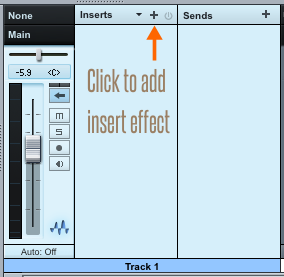 None
Main
-5.9 <C>
M
S
Auto: Off
Inserts
Click to add
insert effect
Sends
Track 1